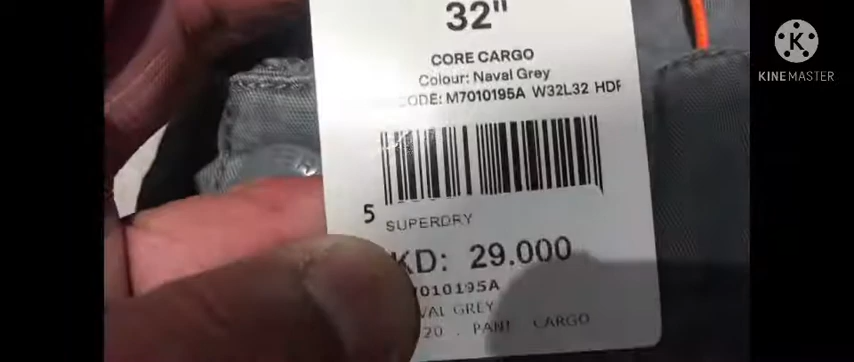 32"
CORE CARGO
Colour: Naval Grey
CODE: M7010195A W32L32 HDF
5
SUPERDRY
KD: 29.000
7010195A
VAL GREY
20 . PANT CARGO
K
KINEMASTER